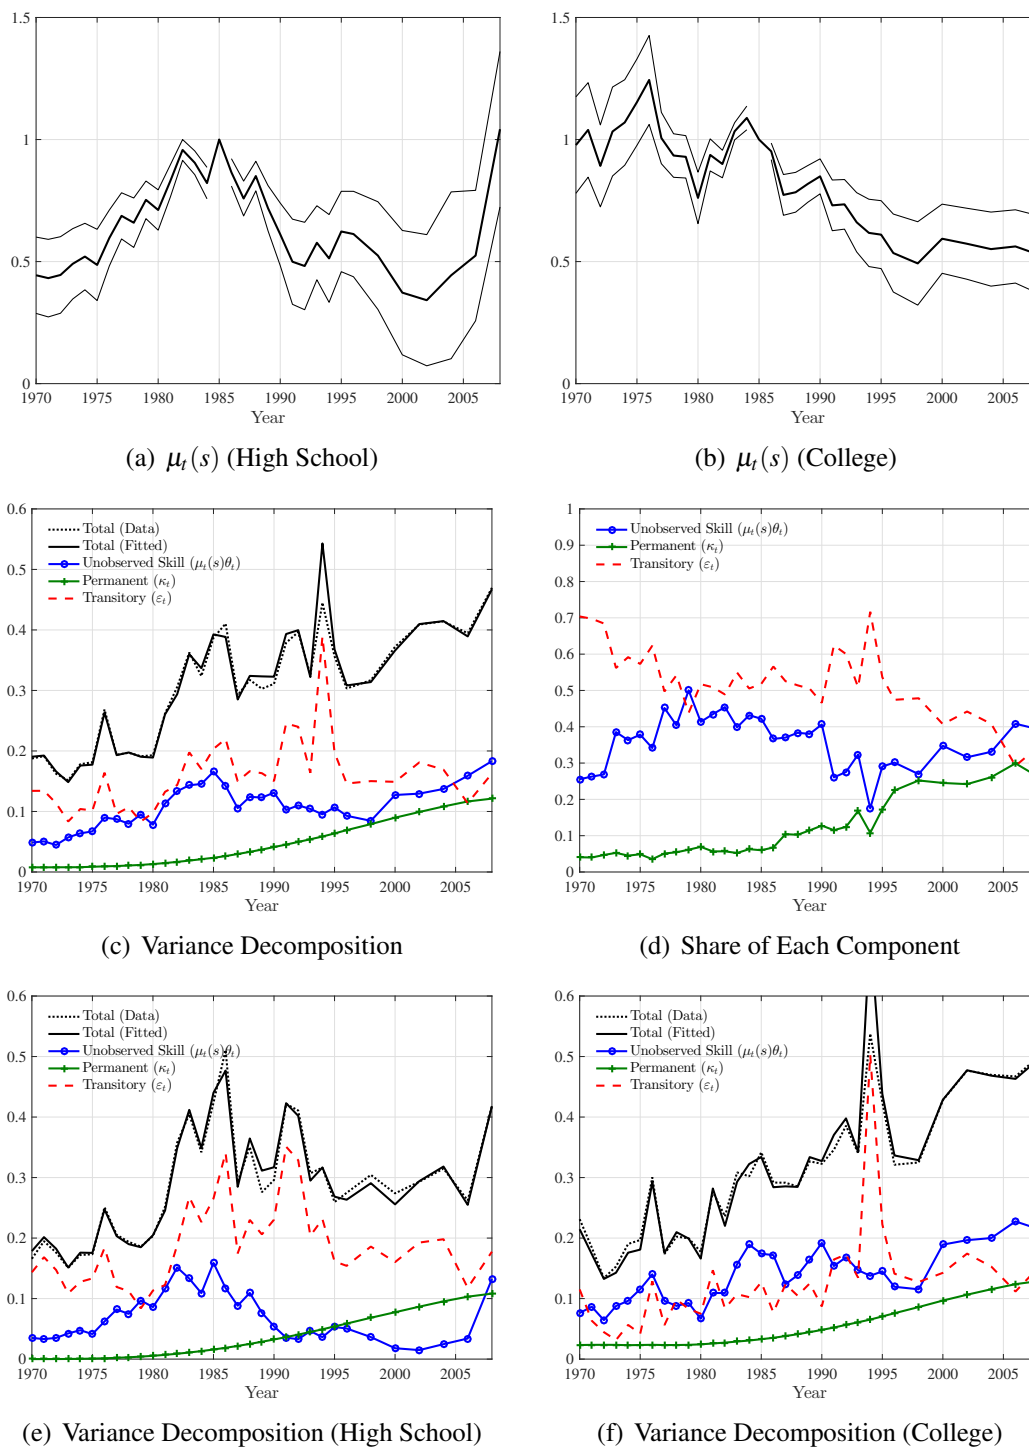 1.5
1
0.5
0
1970 1975 1980 1985 1990 1995 2000 2005
Year
(a) μt(s) (High School)
1.5
1
0.5
0
1970 1975 1980 1985 1990 1995 2000 2005
Year
(b) μt(s) (College)
0.6
0.5
0.4
0.3
0.2
0.1
0
Total (Data)
Total (Fitted)
Unobserved Skill (μt(s)θt)
Permanent (κt)
Transitory (εt)
1970 1975 1980 1985 1990 1995 2000 2005
Year
(c) Variance Decomposition
1
0.9
0.8
0.7
0.6
0.5
0.4
0.3
0.2
0.1
0
Unobserved Skill (μt(s)θt)
Permanent (κt)
Transitory (εt)
1970 1975 1980 1985 1990 1995 2000 2005
Year
(d) Share of Each Component
0.6
0.5
0.4
0.3
0.2
0.1
0
Total (Data)
Total (Fitted)
Unobserved Skill (μt(s)θt)
Permanent (κt)
Transitory (εt)
1970 1975 1980 1985 1990 1995 2000 2005
Year
(e) Variance Decomposition (High School)
0.6
0.5
0.4
0.3
0.2
0.1
0
Total (Data)
Total (Fitted)
Unobserved Skill (μt(s)θt)
Permanent (κt)
Transitory (εt)
1970 1975 1980 1985 1990 1995 2000 2005
Year
(f) Variance Decomposition (College)